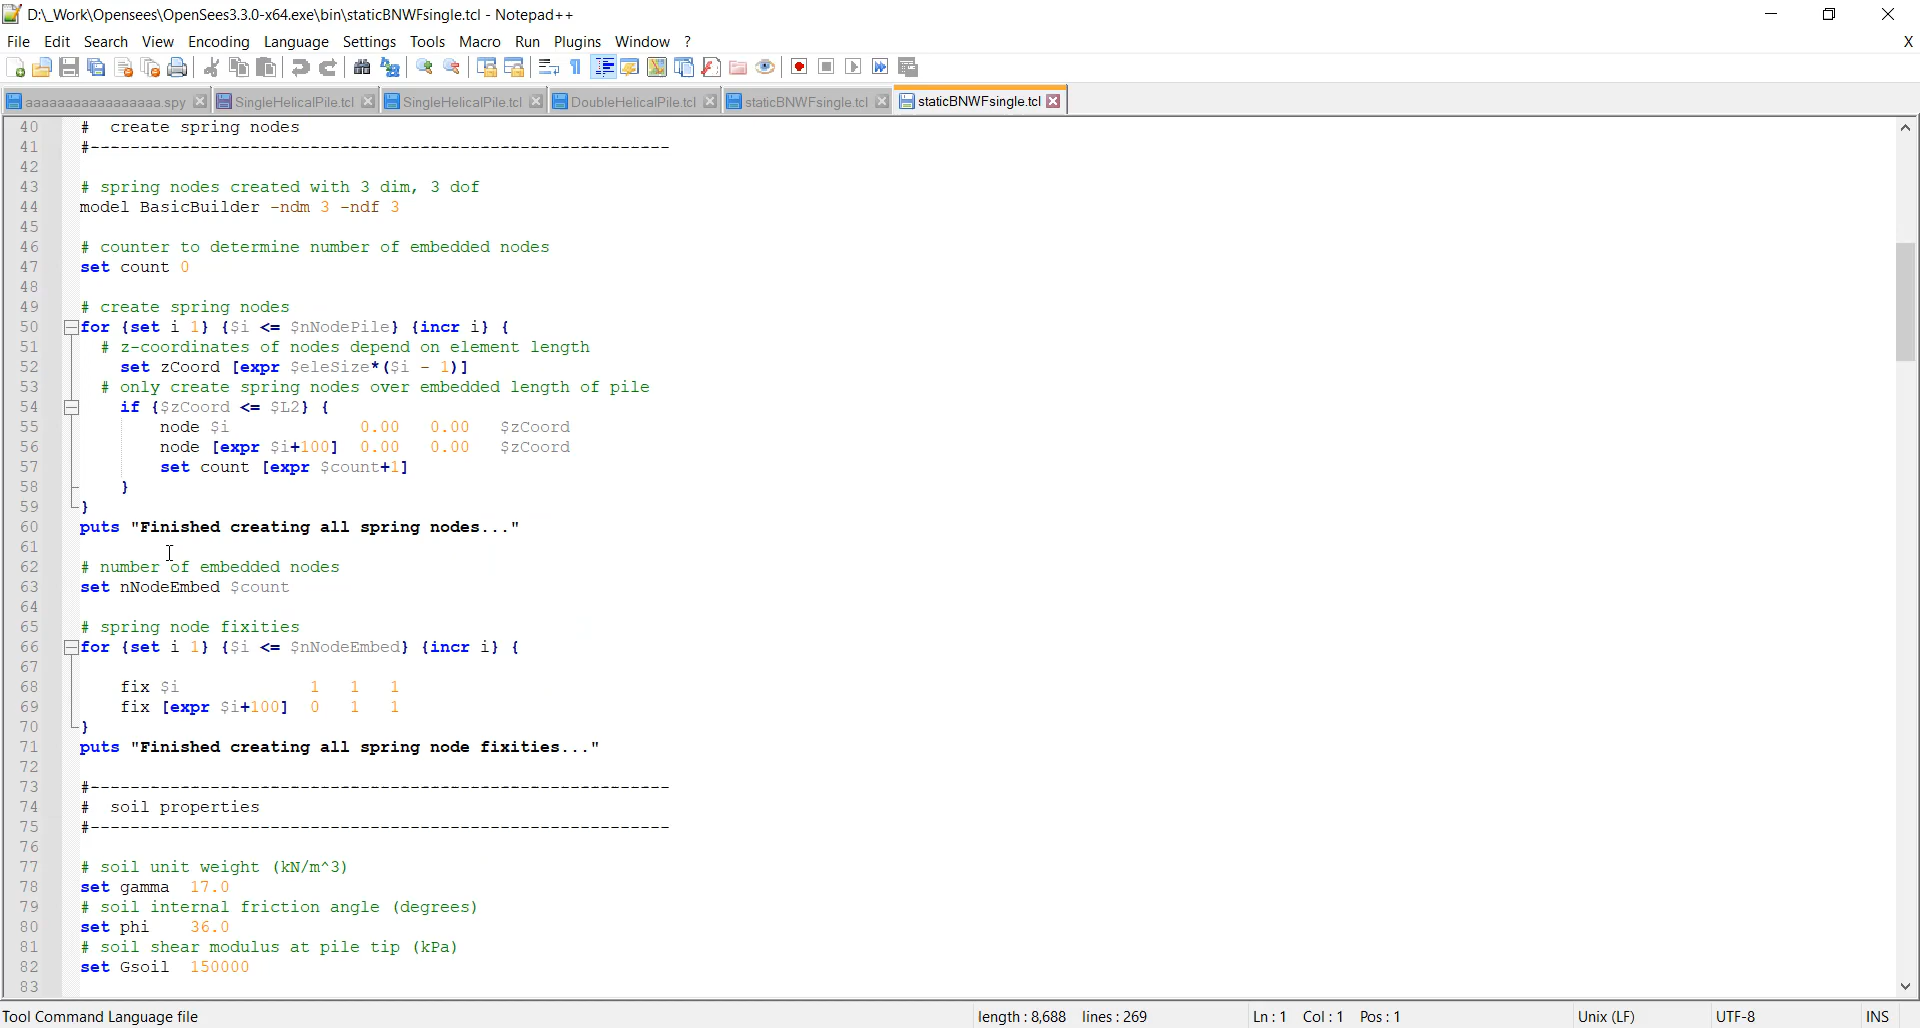 D:\_Work\Opensees\OpenSees3.3.0-x64.exe\bin\staticBNWFsingle.tcl - Notepad++
File Edit Search View Encoding Language Settings Tools Macro Run Plugins Window ? X
aaaaaaaaaaaaaaaaa.spy SingleHelicalPile.tcl SingleHelicalPile.tcl DoubleHelicalPile.tcl staticBNWFsingle.tcl staticBNWFsingle.tcl
40 # create spring nodes
41 #----------------------------------------------------------
42
43 # spring nodes created with 3 dim, 3 dof
44 model BasicBuilder -ndm 3 -ndf 3
45
46 # counter to determine number of embedded nodes
47 set count 0
48
49 # create spring nodes
50 for {set i 1} {$i <= $nNodePile} {incr i} {
51 # z-coordinates of nodes depend on element length
52 set zCoord [expr $eleSize*($i - 1)]
53 # only create spring nodes over embedded length of pile
54 if {$zCoord <= $L2} {
55 node $i 0.00 0.00 $zCoord
56 node [expr $i+100] 0.00 0.00 $zCoord
57 set count [expr $count+1]
58 }
59 }
60 puts "Finished creating all spring nodes..."
61
62 # number of embedded nodes
63 set nNodeEmbed $count
64
65 # spring node fixities
66 for {set i 1} {$i <= $nNodeEmbed} {incr i} {
67
68 fix $i 1 1 1
69 fix [expr $i+100] 0 1 1
70 }
71 puts "Finished creating all spring node fixities..."
72
73 #----------------------------------------------------------
74 # soil properties
75 #----------------------------------------------------------
76
77 # soil unit weight (kN/m^3)
78 set gamma 17.0
79 # soil internal friction angle (degrees)
80 set phi 36.0
81 # soil shear modulus at pile tip (kPa)
82 set Gsoil 150000
83
Tool Command Language file length : 8,688 lines : 269 Ln : 1 Col : 1 Pos : 1 Unix (LF) UTF-8 INS